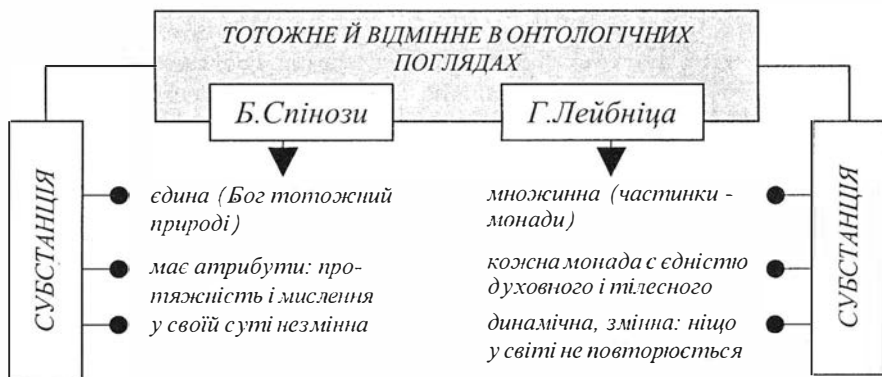 ТОТОЖНЕ Й ВІДМІННЕ В ОНТОЛОГІЧНИХ
ПОГЛЯДАХ
Б.Спінози
Г.Лейбніца
СУБСТАНЦІЯ
єдина (Бог тотожний
природі)
має атрибути: про-
тяжність і мислення
у своїй суті незмінна
множинна (частинки -
монади)
кожна монада є єдністю
духовного і тілесного
динамічна, змінна: ніщо
у світі не повторюється
СУБСТАНЦІЯ